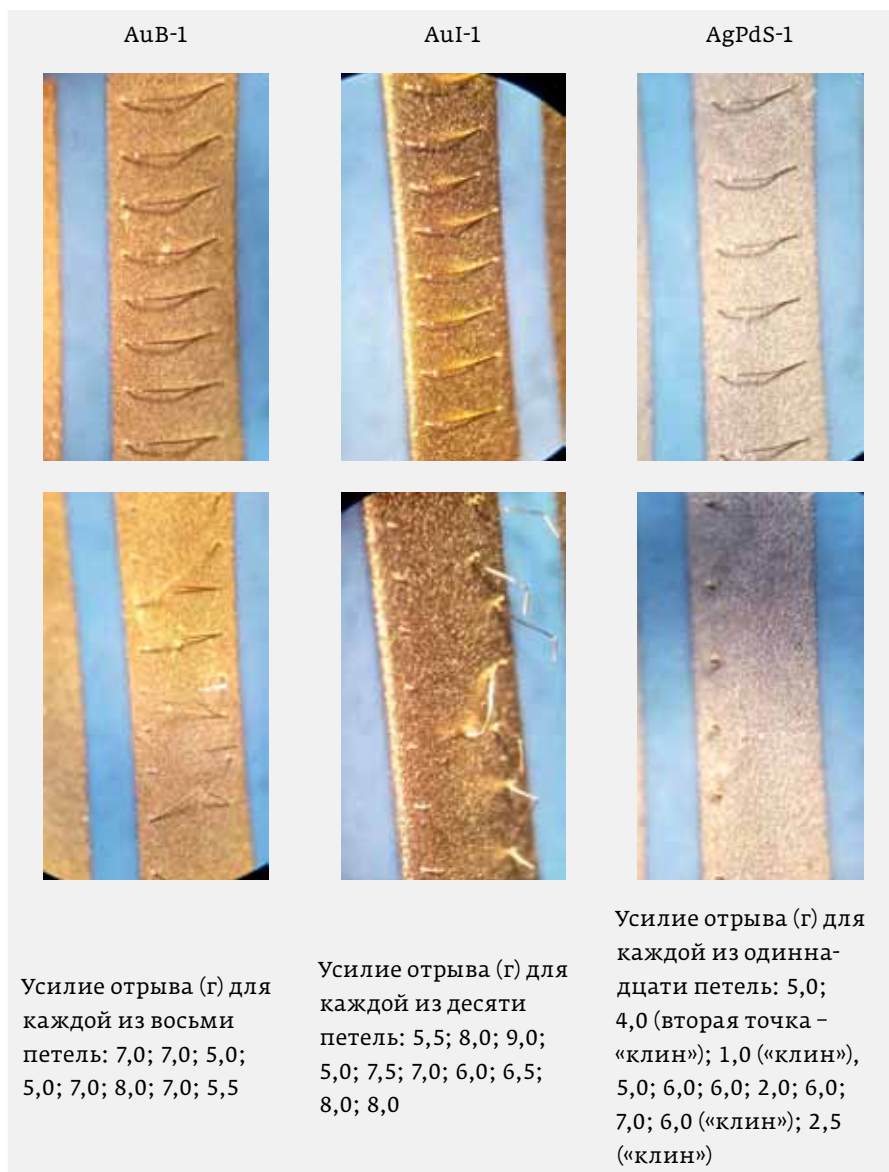 AuB-1
AuI-1
AgPdS-1
Усилие отрыва (г) для
каждой из восьми
петель: 7,0; 7,0; 5,0;
5,0; 7,0; 8,0; 7,0; 5,5
Усилие отрыва (г) для
каждой из десяти
петель: 5,5; 8,0; 9,0;
5,0; 7,5; 7,0; 6,0; 6,5;
8,0; 8,0
Усилие отрыва (г) для
каждой из одинна-
дцати петель: 5,0;
4,0 (вторая точка –
«клин»); 1,0 («клин»),
5,0; 6,0; 6,0; 2,0; 6,0;
7,0; 6,0 («клин»); 2,5
(«клин»)